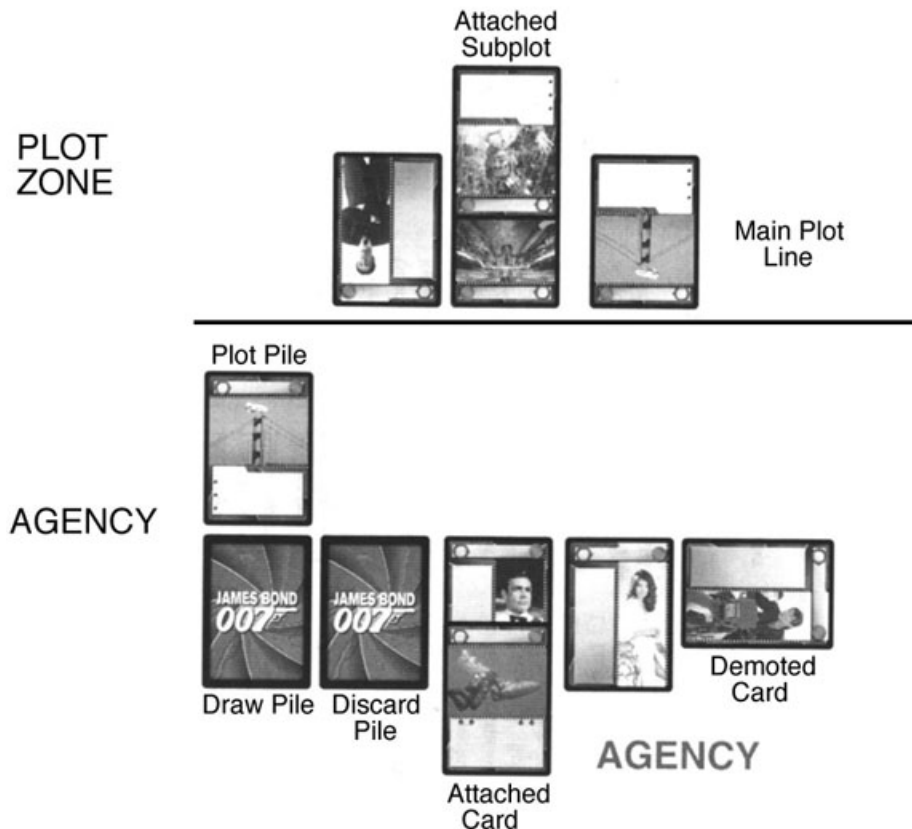 Attached
Subplot
PLOT
ZONE
Main Plot
Line
Plot Pile
AGENCY
JAMES BOND
007
JAMES BOND
007
Draw Pile
Discard
Pile
Attached
Card
Demoted
Card
AGENCY